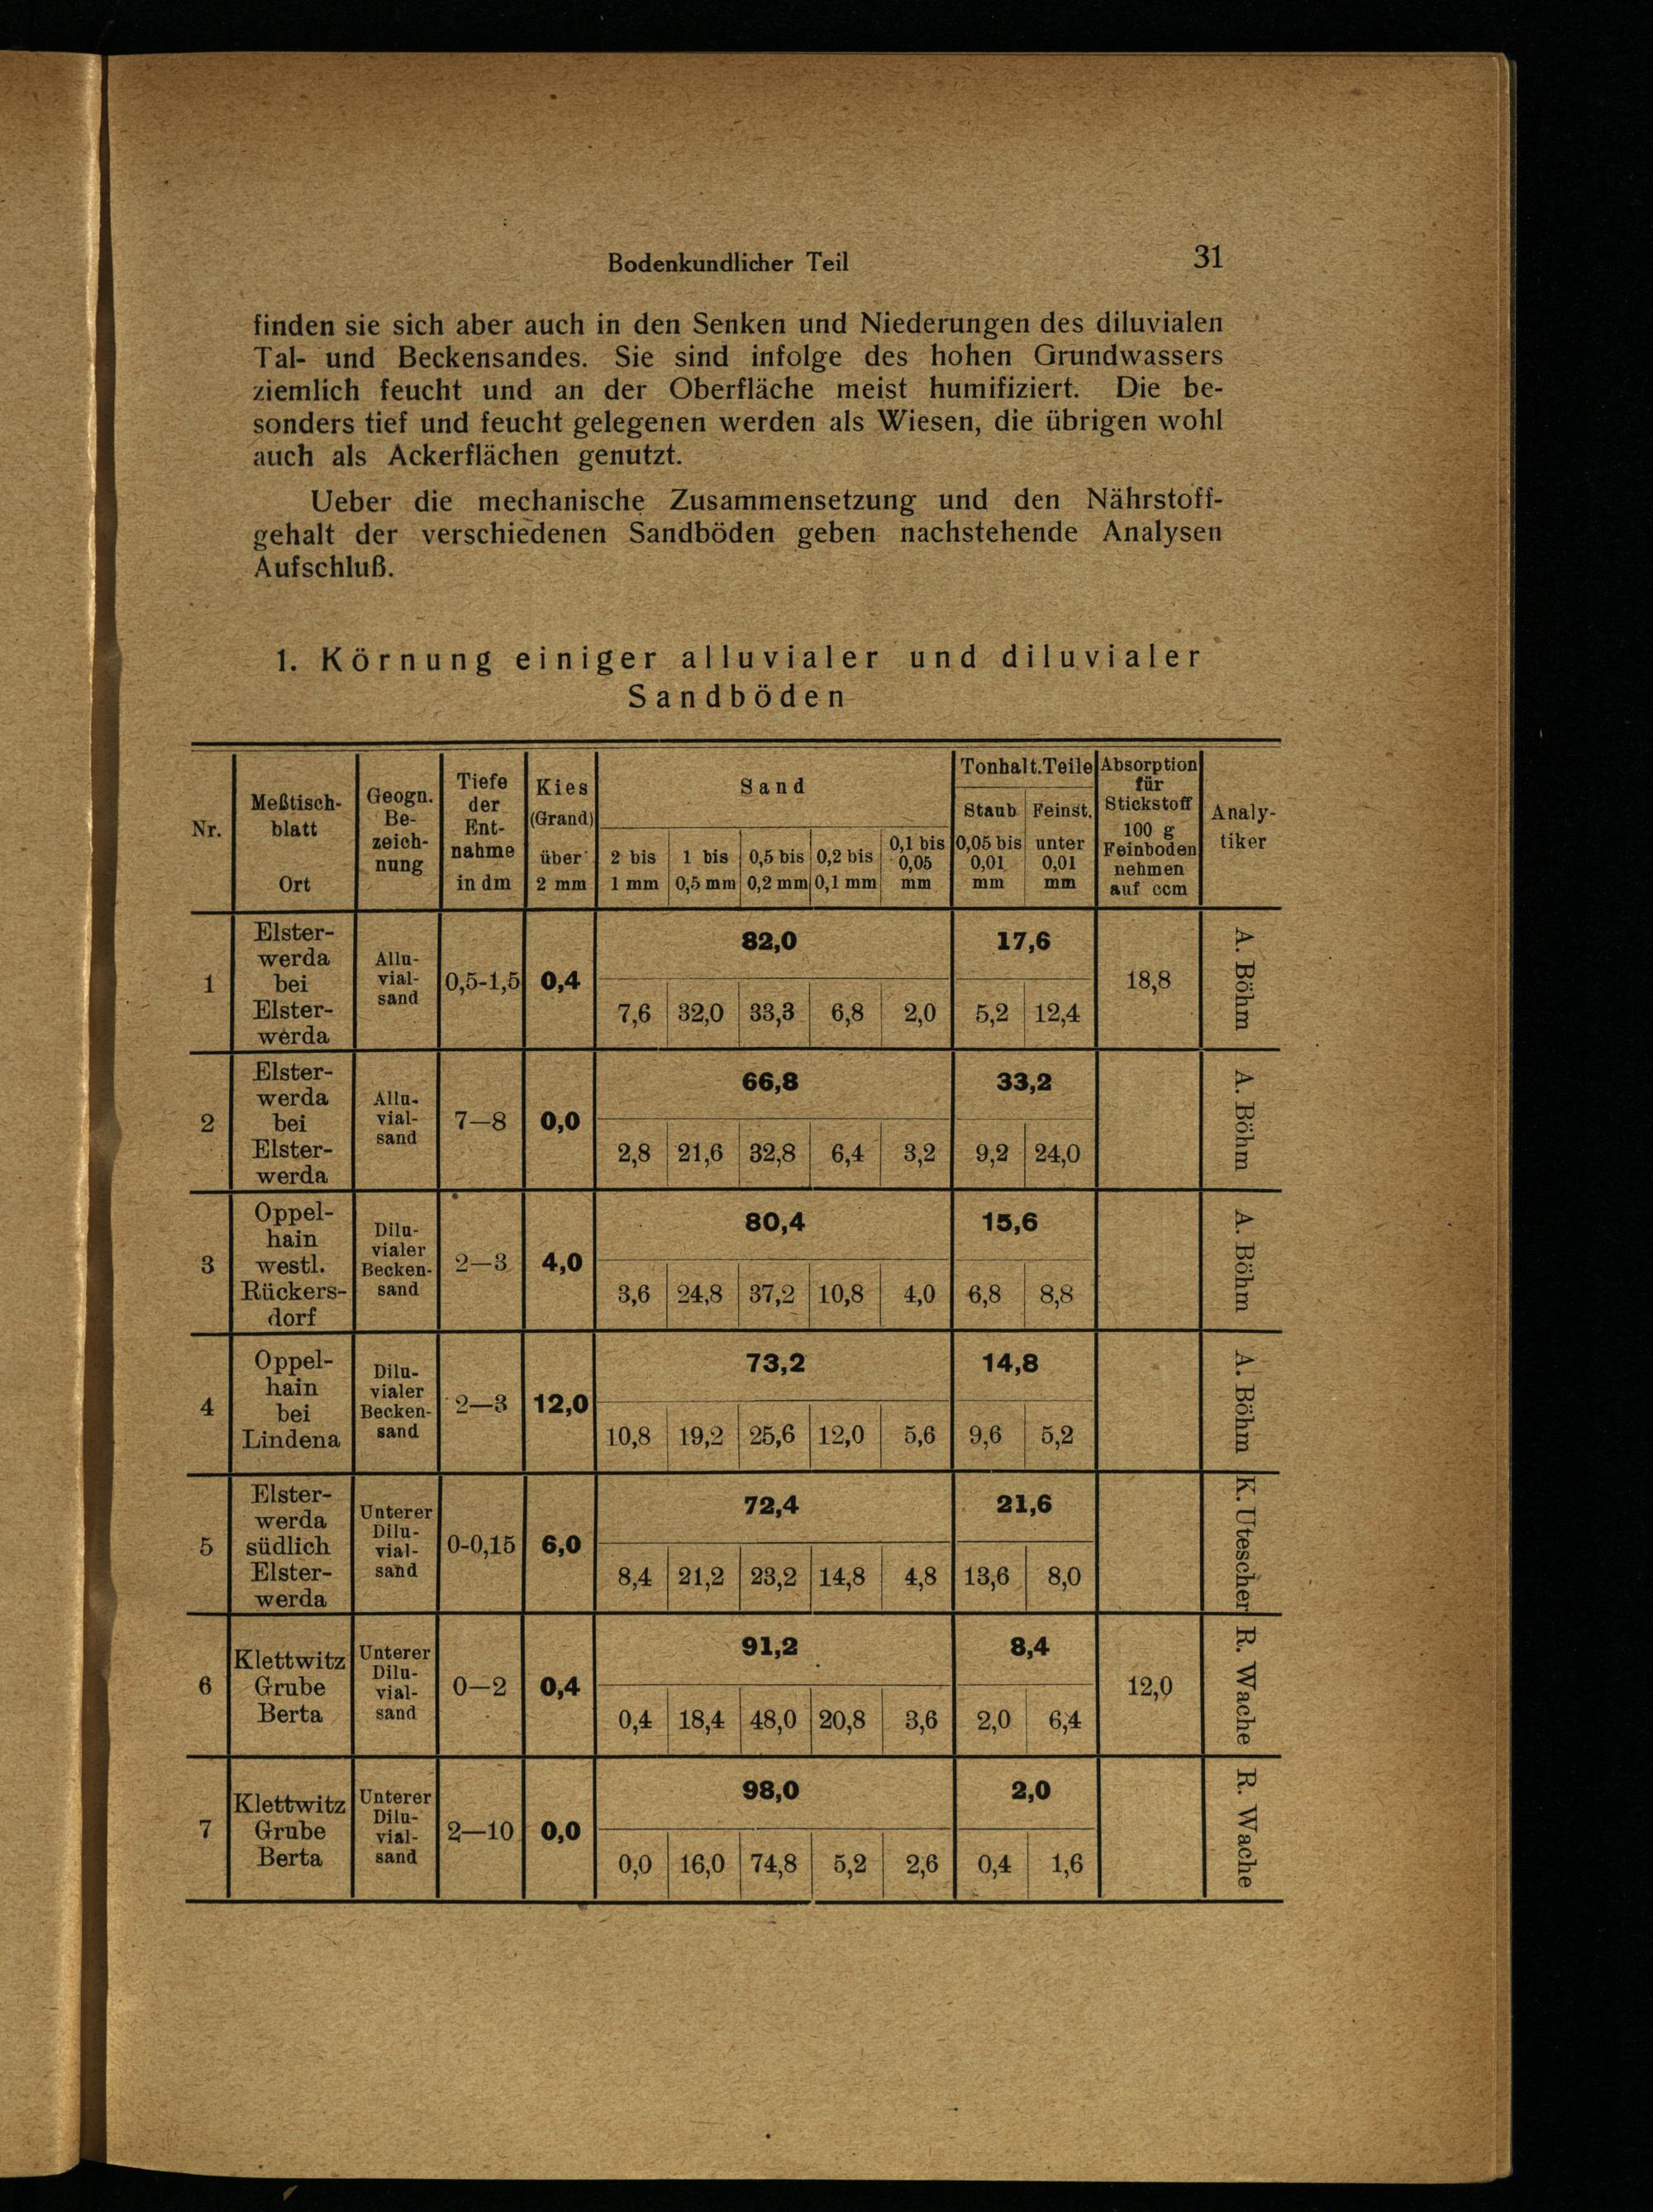 Bodenkundlicher Teil 31
finden sie sich aber auch in den Senken und Niederungen des diluvialen
Tal- und Beckensandes. Sie sind infolge des hohen Grundwassers
ziemlich feucht und an der Oberfläche meist humifiziert. Die be-
sonders tief und feucht gelegenen werden als Wiesen, die übrigen wohl
auch als Ackerflächen genutzt.
Ueber die mechanische Zusammensetzung und den Nährstoff-
gehalt der verschiedenen Sandböden geben nachstehende Analysen
Aufschluß.
1. Körnung einiger alluvialer und diluvialer
Sandböden
Nr.
Meßtisch-
blatt
Ort
Geogn.
Be-
zeich-
nung
Tiefe
der
Ent-
nahme
in dm
Kies
(Grand)
über
2 mm
Sand
2 bis
1 mm
1 bis
0,5 mm
0,5 bis
0,2 mm
0,2 bis
0,1 mm
0,1 bis
0,05
mm
Tonhalt.Teile
Staub
0,05 bis
0,01
mm
Feinst.
unter
0,01
mm
Absorption
für
Stickstoff
100 g
Feinboden
nehmen
auf ccm
Analy-
tiker
1
Elster-
werda
bei
Elster-
werda
Allu-
vial-
sand
0,5-1,5
0,4
82,0
7,6 32,0 33,3 6,8 2,0
17,6
5,2 12,4
18,8
A. Böhm
2
Elster-
werda
bei
Elster-
werda
Allu-
vial-
sand
7—8
0,0
66,8
2,8 21,6 32,8 6,4 3,2
33,2
9,2 24,0
A. Böhm
3
Oppel-
hain
westl.
Rückers-
dorf
Dilu-
vialer
Becken-
sand
2—3
4,0
80,4
3,6 24,8 37,2 10,8 4,0
15,6
6,8 8,8
A. Böhm
4
Oppel-
hain
bei
Lindena
Dilu-
vialer
Becken-
sand
2—3
12,0
73,2
10,8 19,2 25,6 12,0 5,6
14,8
9,6 5,2
A. Böhm
5
Elster-
werda
südlich
Elster-
werda
Unterer
Dilu-
vial-
sand
0-0,15
6,0
72,4
8,4 21,2 23,2 14,8 4,8
21,6
13,6 8,0
K. Utescher
6
Klettwitz
Grube
Berta
Unterer
Dilu-
vial-
sand
0—2
0,4
91,2
0,4 18,4 48,0 20,8 3,6
8,4
2,0 6,4
12,0
R. Wache
7
Klettwitz
Grube
Berta
Unterer
Dilu-
vial-
sand
2—10
0,0
98,0
0,0 16,0 74,8 5,2 2,6
2,0
0,4 1,6
R. Wache